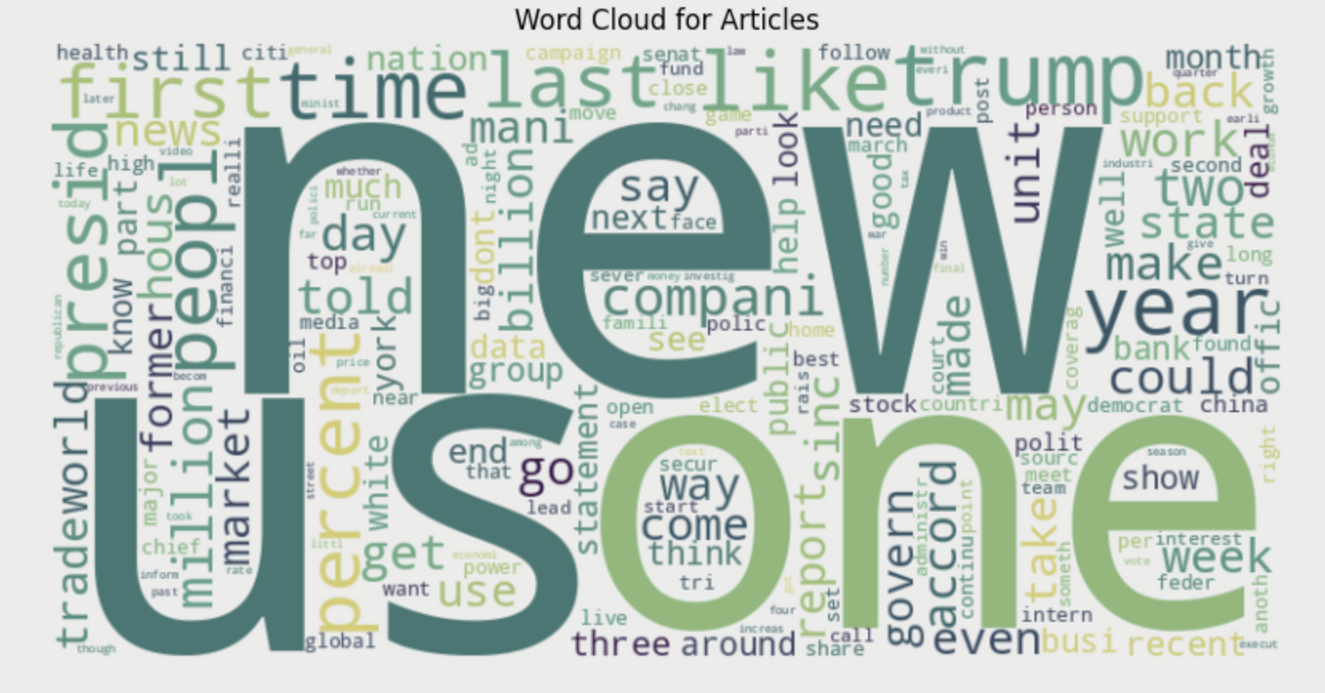 Word Cloud for Articles
health still citi general nation campaign senat law follow without month
first time last like trump back
later minist fund close chang everi quarter growth
news mani move game parti need post product person support earli
presid new work deal
life high video realli ad look march unit industri second
today part lot whether much run polici current night billion say next face help good tax well two
peopl hous day far dont state
know financi top already sever money investig war win number final give long
republican former told big compani make turn
media famili polic home year
oil york price data see public coverag bank found offic
previous becom depart near group best rais court made could
tradeworld us one percent open elect stock countri may democrat china
million market statement case sinc polit
white end among that go text secur way sourc meet season right
major street lead start come team show
took chief littl get economi power think report govern accord administr continu point take someth per interest week
inform past rate want use tri got vote feder
live four set intern anoth
though global three around increas call share even busi recent execut